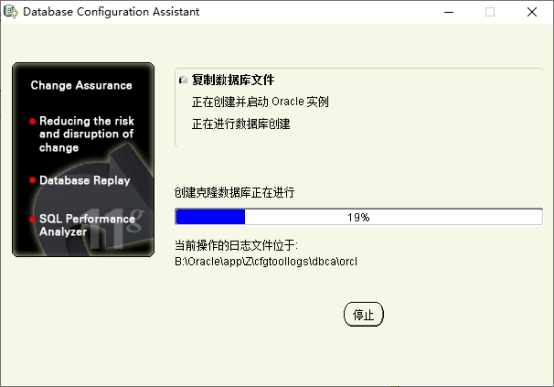 Database Configuration Assistant
Change Assurance
Reducing the risk
and disruption of
change
Database Replay
SQL Performance
Analyzer
11g
复制数据库文件
正在创建并启动 Oracle 实例
正在进行数据库创建
创建克隆数据库正在进行
19%
当前操作的日志文件位于:
B:\Oracle\app\Z\cfgtoollogs\dbca\orcl
停止